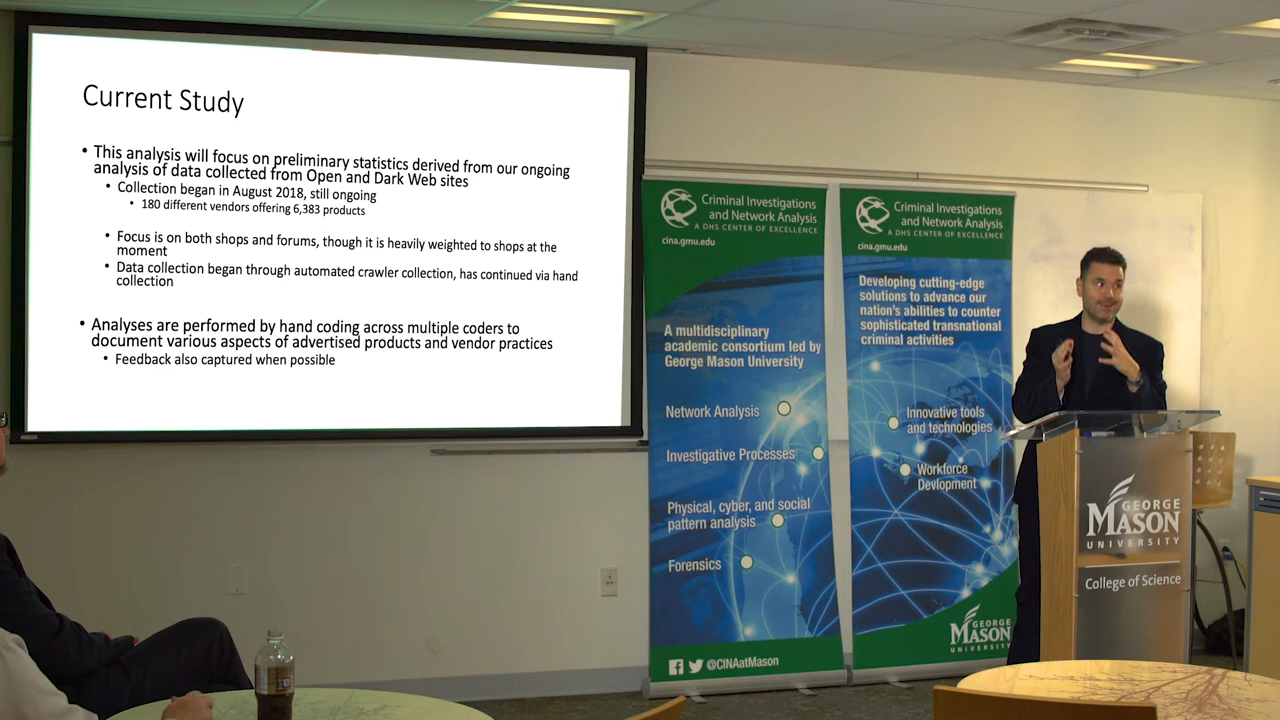 Current Study
• This analysis will focus on preliminary statistics derived from our ongoing
analysis of data collected from Open and Dark Web sites
• Collection began in August 2018, still ongoing
• 180 different vendors offering 6,383 products
• Focus is on both shops and forums, though it is heavily weighted to shops at the
moment
• Data collection began through automated crawler collection, has continued via hand
collection
• Analyses are performed by hand coding across multiple coders to
document various aspects of advertised products and vendor practices
• Feedback also captured when possible
Criminal Investigations
and Network Analysis
A DHS CENTER OF EXCELLENCE
cina.gmu.edu
A multidisciplinary
academic consortium led by
George Mason University
Network Analysis
Investigative Processes
Physical, cyber, and social
pattern analysis
Forensics
@CINAatMason
Criminal Investigations
and Network Analysis
A DHS CENTER OF EXCELLENCE
cina.gmu.edu
Developing cutting-edge
solutions to advance our
nation's abilities to counter
sophisticated transnational
criminal activities
Innovative tools
and technologies
Workforce
Devlopment
GEORGE
MASON
UNIVERSITY
GEORGE
MASON
UNIVERSITY
College of Science